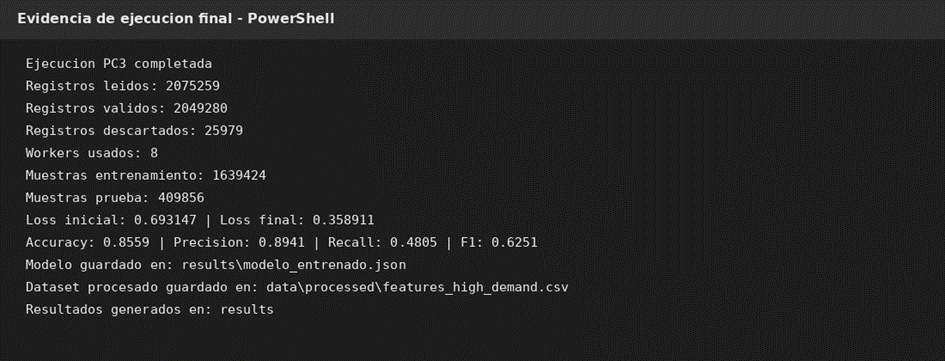 Evidencia de ejecucion final - PowerShell
Ejecucion PC3 completada
Registros leidos: 2075259
Registros validos: 2049280
Registros descartados: 25979
Workers usados: 8
Muestras entrenamiento: 1639424
Muestras prueba: 409856
Loss inicial: 0.693147 | Loss final: 0.358911
Accuracy: 0.8559 | Precision: 0.8941 | Recall: 0.4805 | F1: 0.6251
Modelo guardado en: results\modelo_entrenado.json
Dataset procesado guardado en: data\processed\features_high_demand.csv
Resultados generados en: results